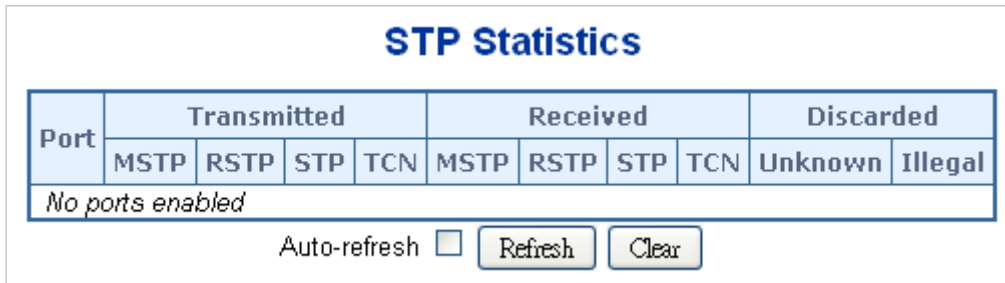 STP Statistics
Port Transmitted Received Discarded
MSTP RSTP STP TCN MSTP RSTP STP TCN Unknown Illegal
No ports enabled
Auto-refresh Refresh Clear